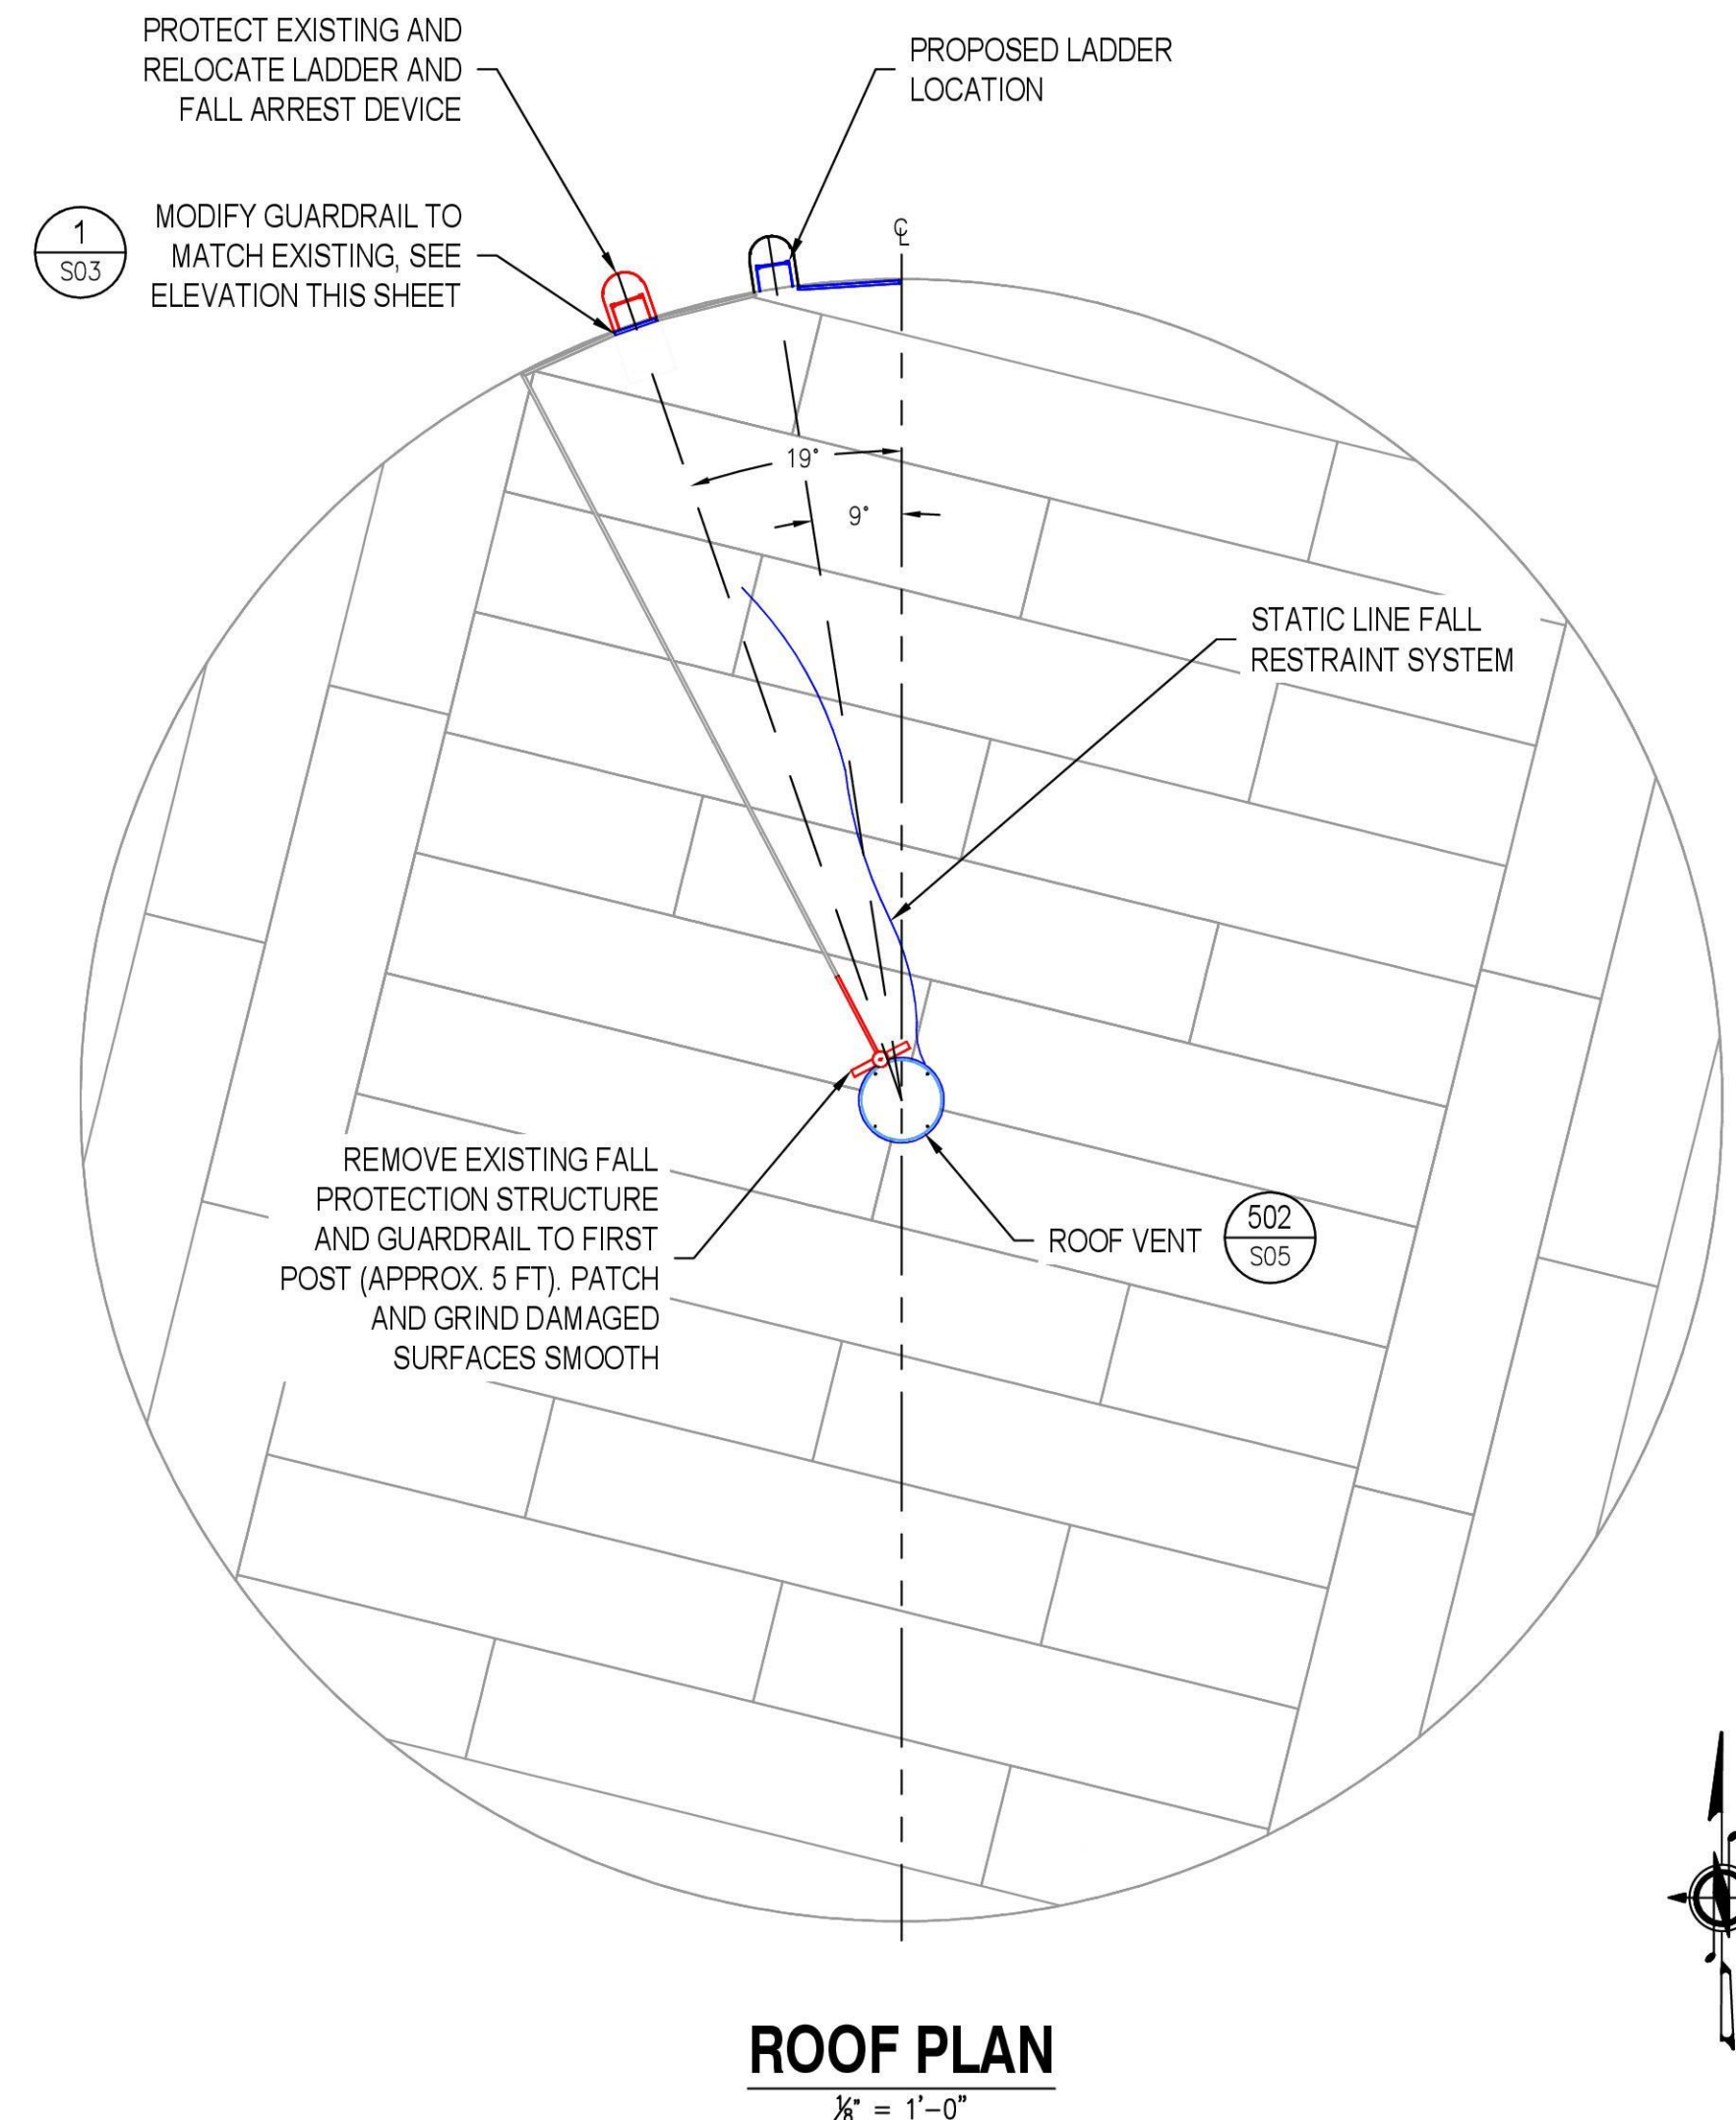 PROTECT EXISTING AND
RELOCATE LADDER AND
FALL ARREST DEVICE
PROPOSED LADDER
LOCATION
1
S03
MODIFY GUARDRAIL TO
MATCH EXISTING, SEE
ELEVATION THIS SHEET
℄
19°
9°
STATIC LINE FALL
RESTRAINT SYSTEM
REMOVE EXISTING FALL
PROTECTION STRUCTURE
AND GUARDRAIL TO FIRST
POST (APPROX. 5 FT). PATCH
AND GRIND DAMAGED
SURFACES SMOOTH
ROOF VENT
502
S05
ROOF PLAN
⅛" = 1'-0"